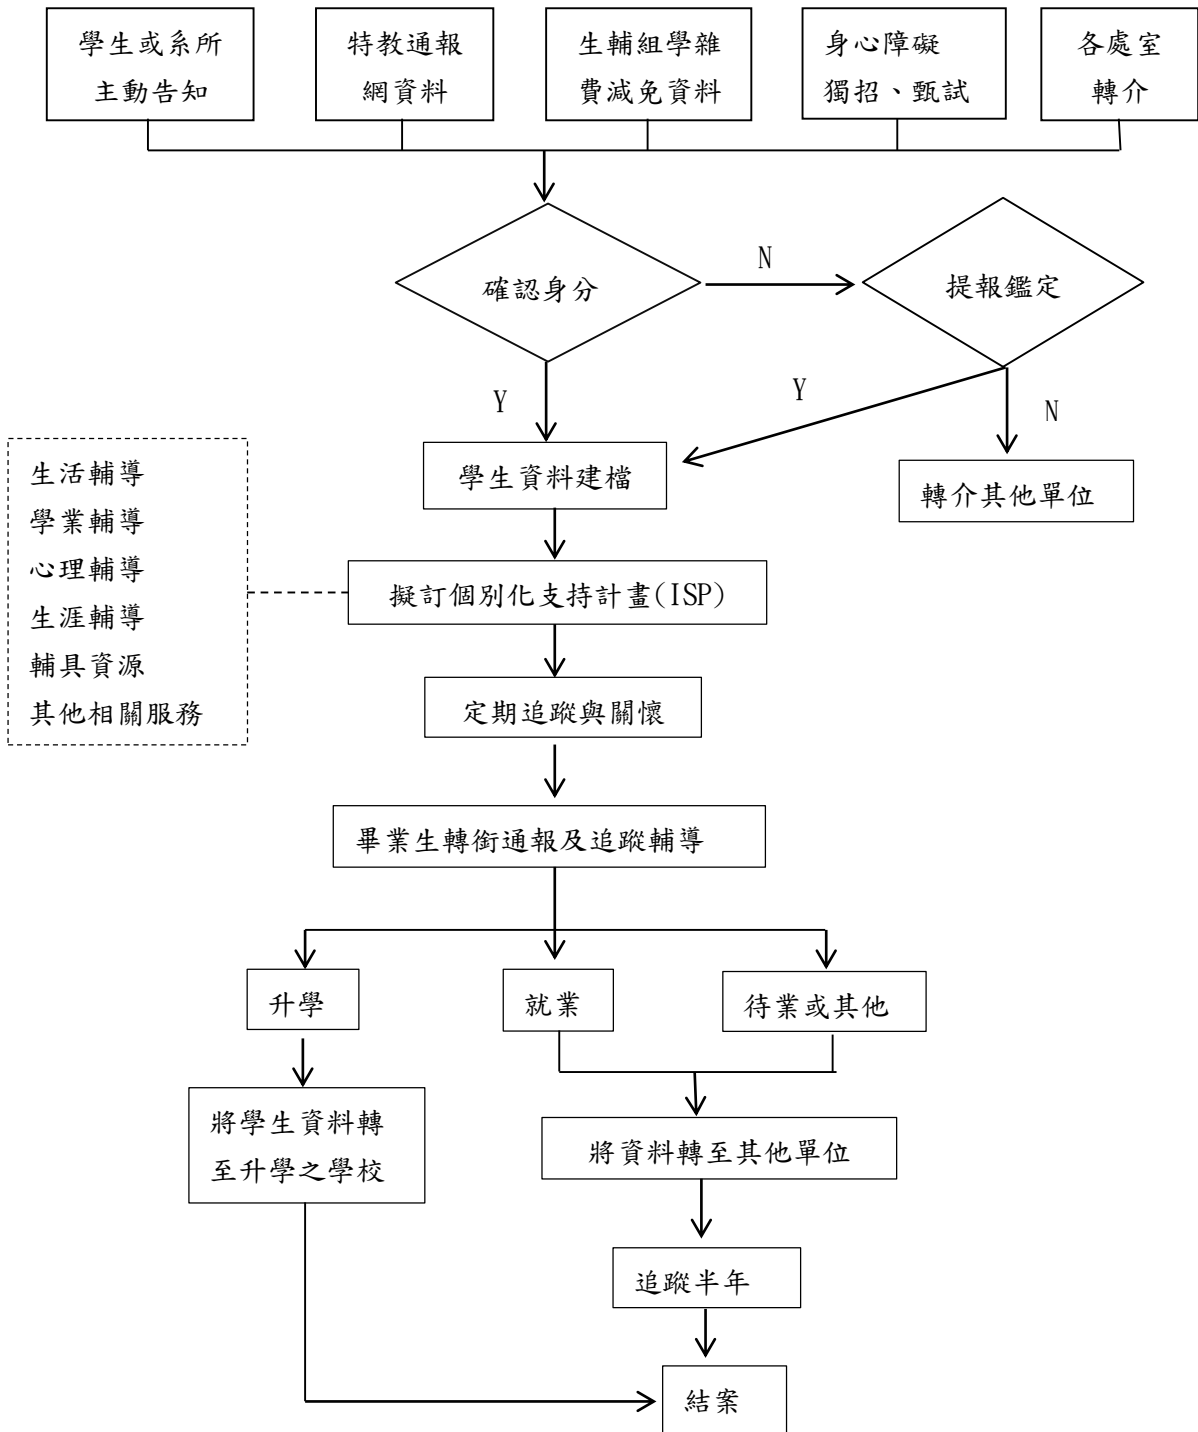 學生或系所
主動告知
特教通報
網資料
生輔組學雜
費減免資料
身心障礙
獨招、甄試
各處室
轉介
確認身分
N
提報鑑定
Y
Y
N
學生資料建檔
轉介其他單位
生活輔導
學業輔導
心理輔導
生涯輔導
輔具資源
其他相關服務
擬訂個別化支持計畫(ISP)
定期追蹤與關懷
畢業生轉銜通報及追蹤輔導
升學
就業
待業或其他
將學生資料轉
至升學之學校
將資料轉至其他單位
追蹤半年
結案